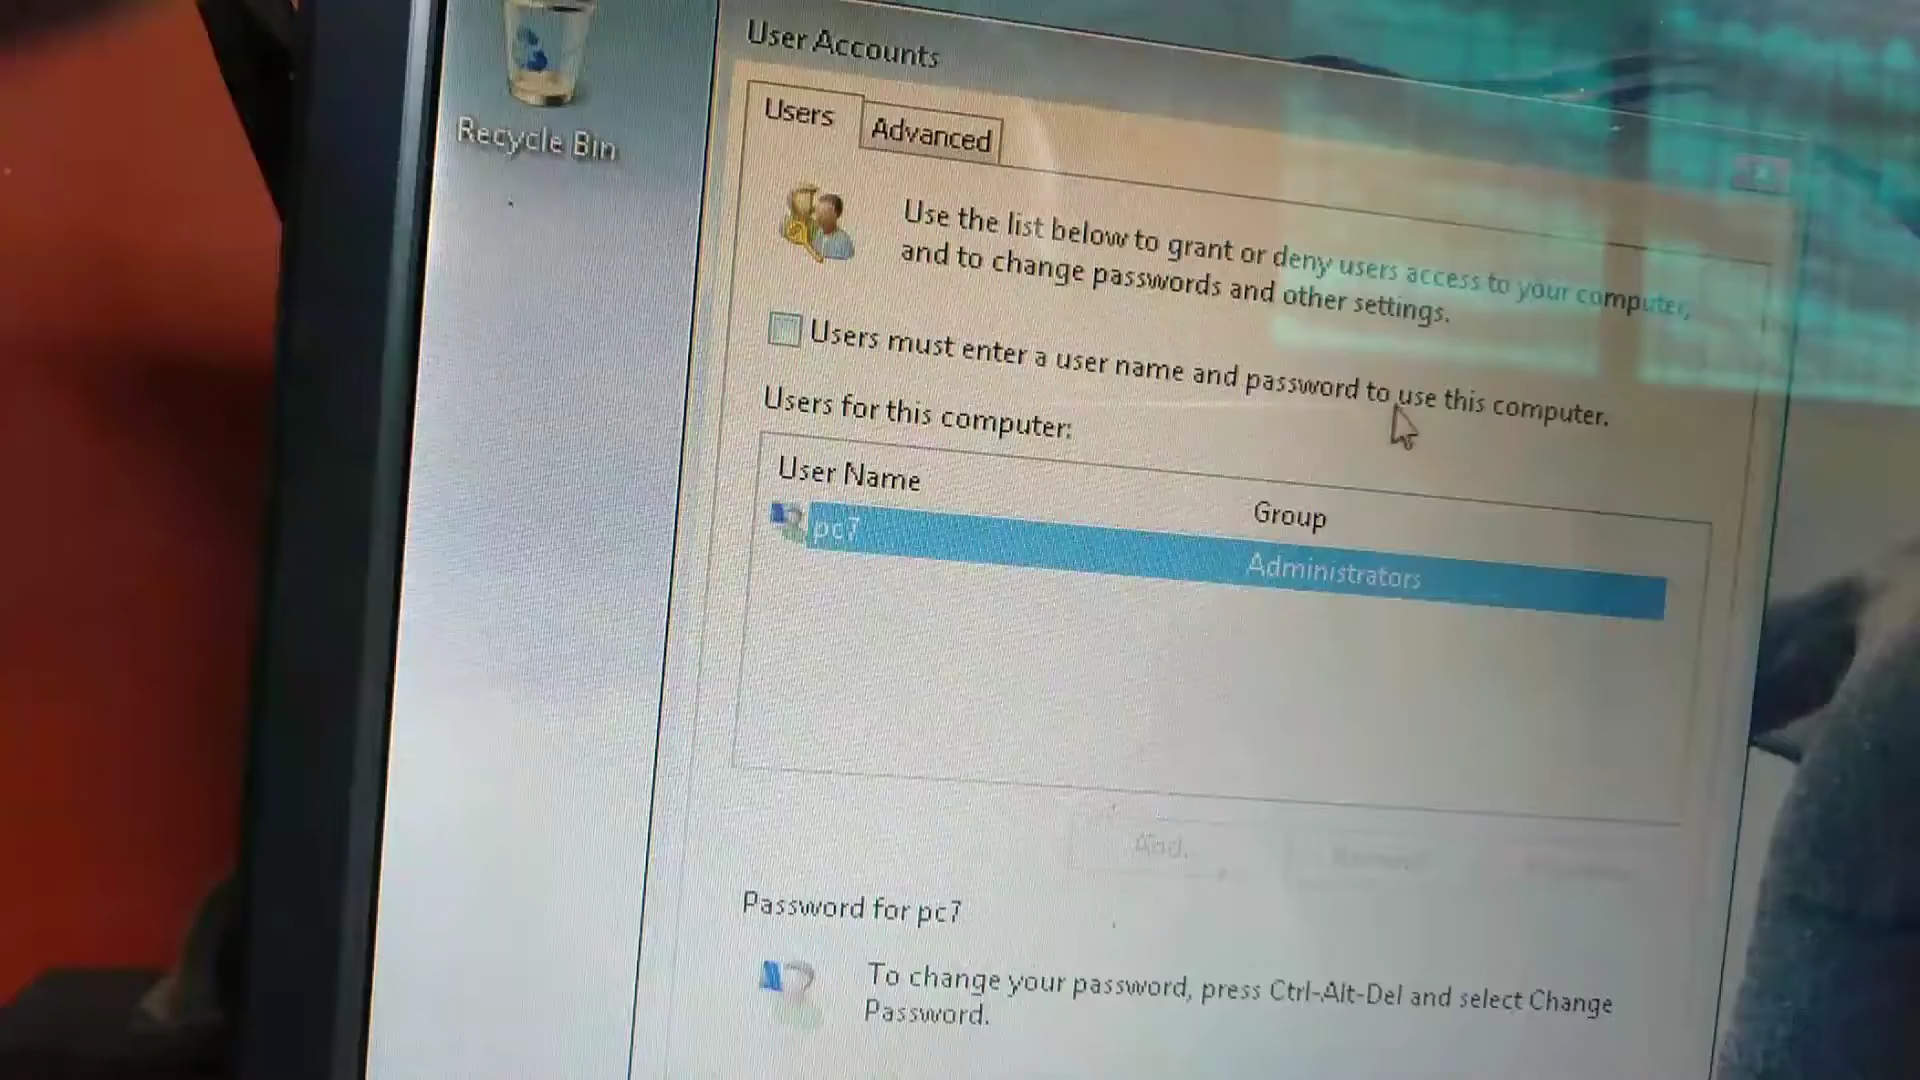 Recycle Bin
User Accounts
Users
Advanced
Use the list below to grant or deny users access to your computer,
and to change passwords and other settings.
Users must enter a user name and password to use this computer.
Users for this computer:
User Name
Group
pc7
Administrators
Add.
Password for pc7
To change your password, press Ctrl-Alt-Del and select Change
Password.